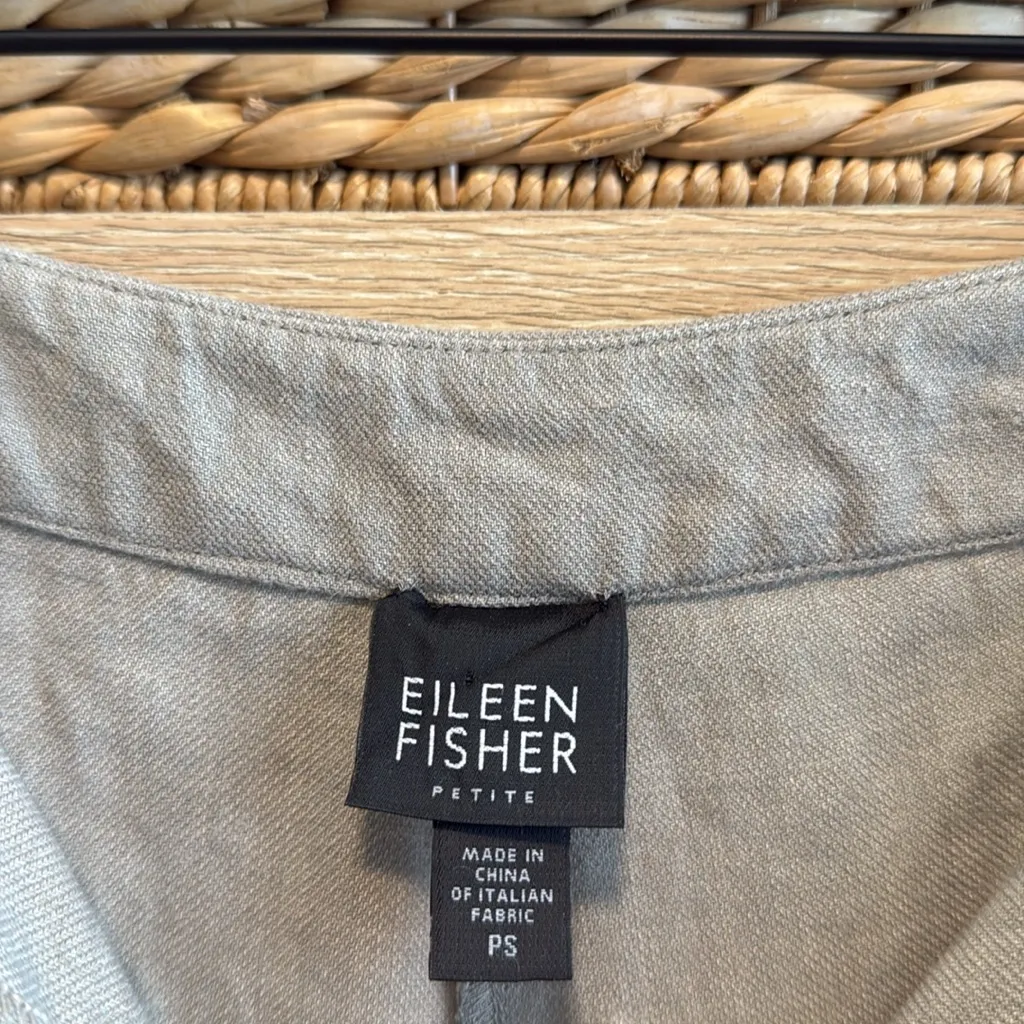 EILEEN
FISHER
PETITE
MADE IN
CHINA
OF ITALIAN
FABRIC
PS